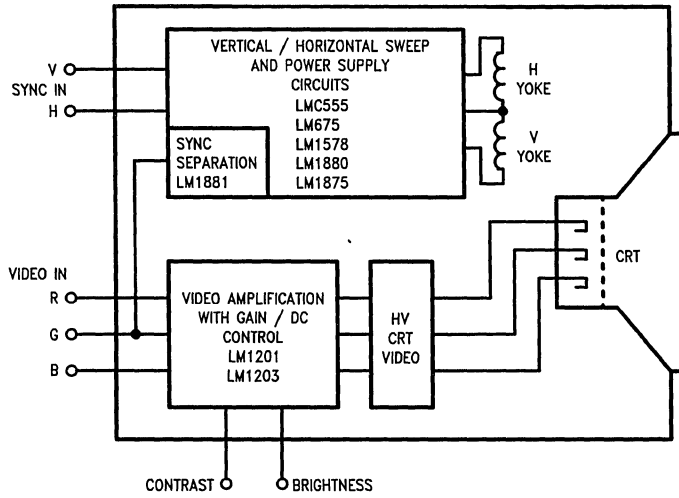 VERTICAL / HORIZONTAL SWEEP
AND POWER SUPPLY
CIRCUITS
LMC555
LM675
LM1578
LM1880
LM1875
V
SYNC IN
H
SYNC
SEPARATION
LM1881
H
YOKE
V
YOKE
CRT
VIDEO IN
R
G
B
VIDEO AMPLIFICATION
WITH GAIN / DC
CONTROL
LM1201
LM1203
HV
CRT
VIDEO
CONTRAST
BRIGHTNESS